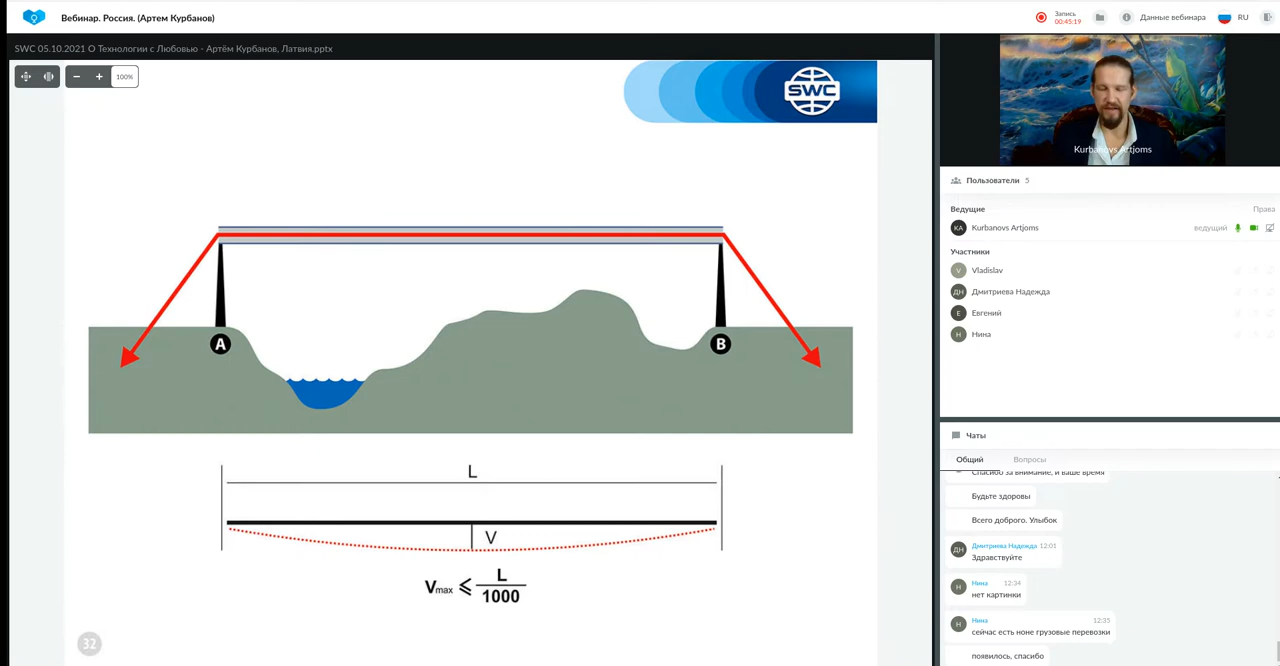 Вебинар. Россия. (Артем Курбанов)
Запись
00:45:19
Данные вебинара
RU
SWC 05.10.2021 О Технологии с Любовью - Артём Курбанов, Латвия.pptx
100%
SWC
A
B
L
V
Vmax ⩽ L
1000
32
Kurbanovs Artjoms
Пользователи 5
Ведущие
Права
KA
Kurbanovs Artjoms
ведущий
Участники
V
Vladislav
ДН
Дмитриева Надежда
Е
Евгений
Н
Нина
Чаты
Общий
Вопросы
Спасибо за внимание, и ваше время
Будьте здоровы
Всего доброго. Улыбок
ДН
Дмитриева Надежда 12:01
Здравствуйте
Н
Нина 12:34
нет картинки
Н
Нина 12:35
сейчас есть ноне грузовые перевозки
появилось, спасибо